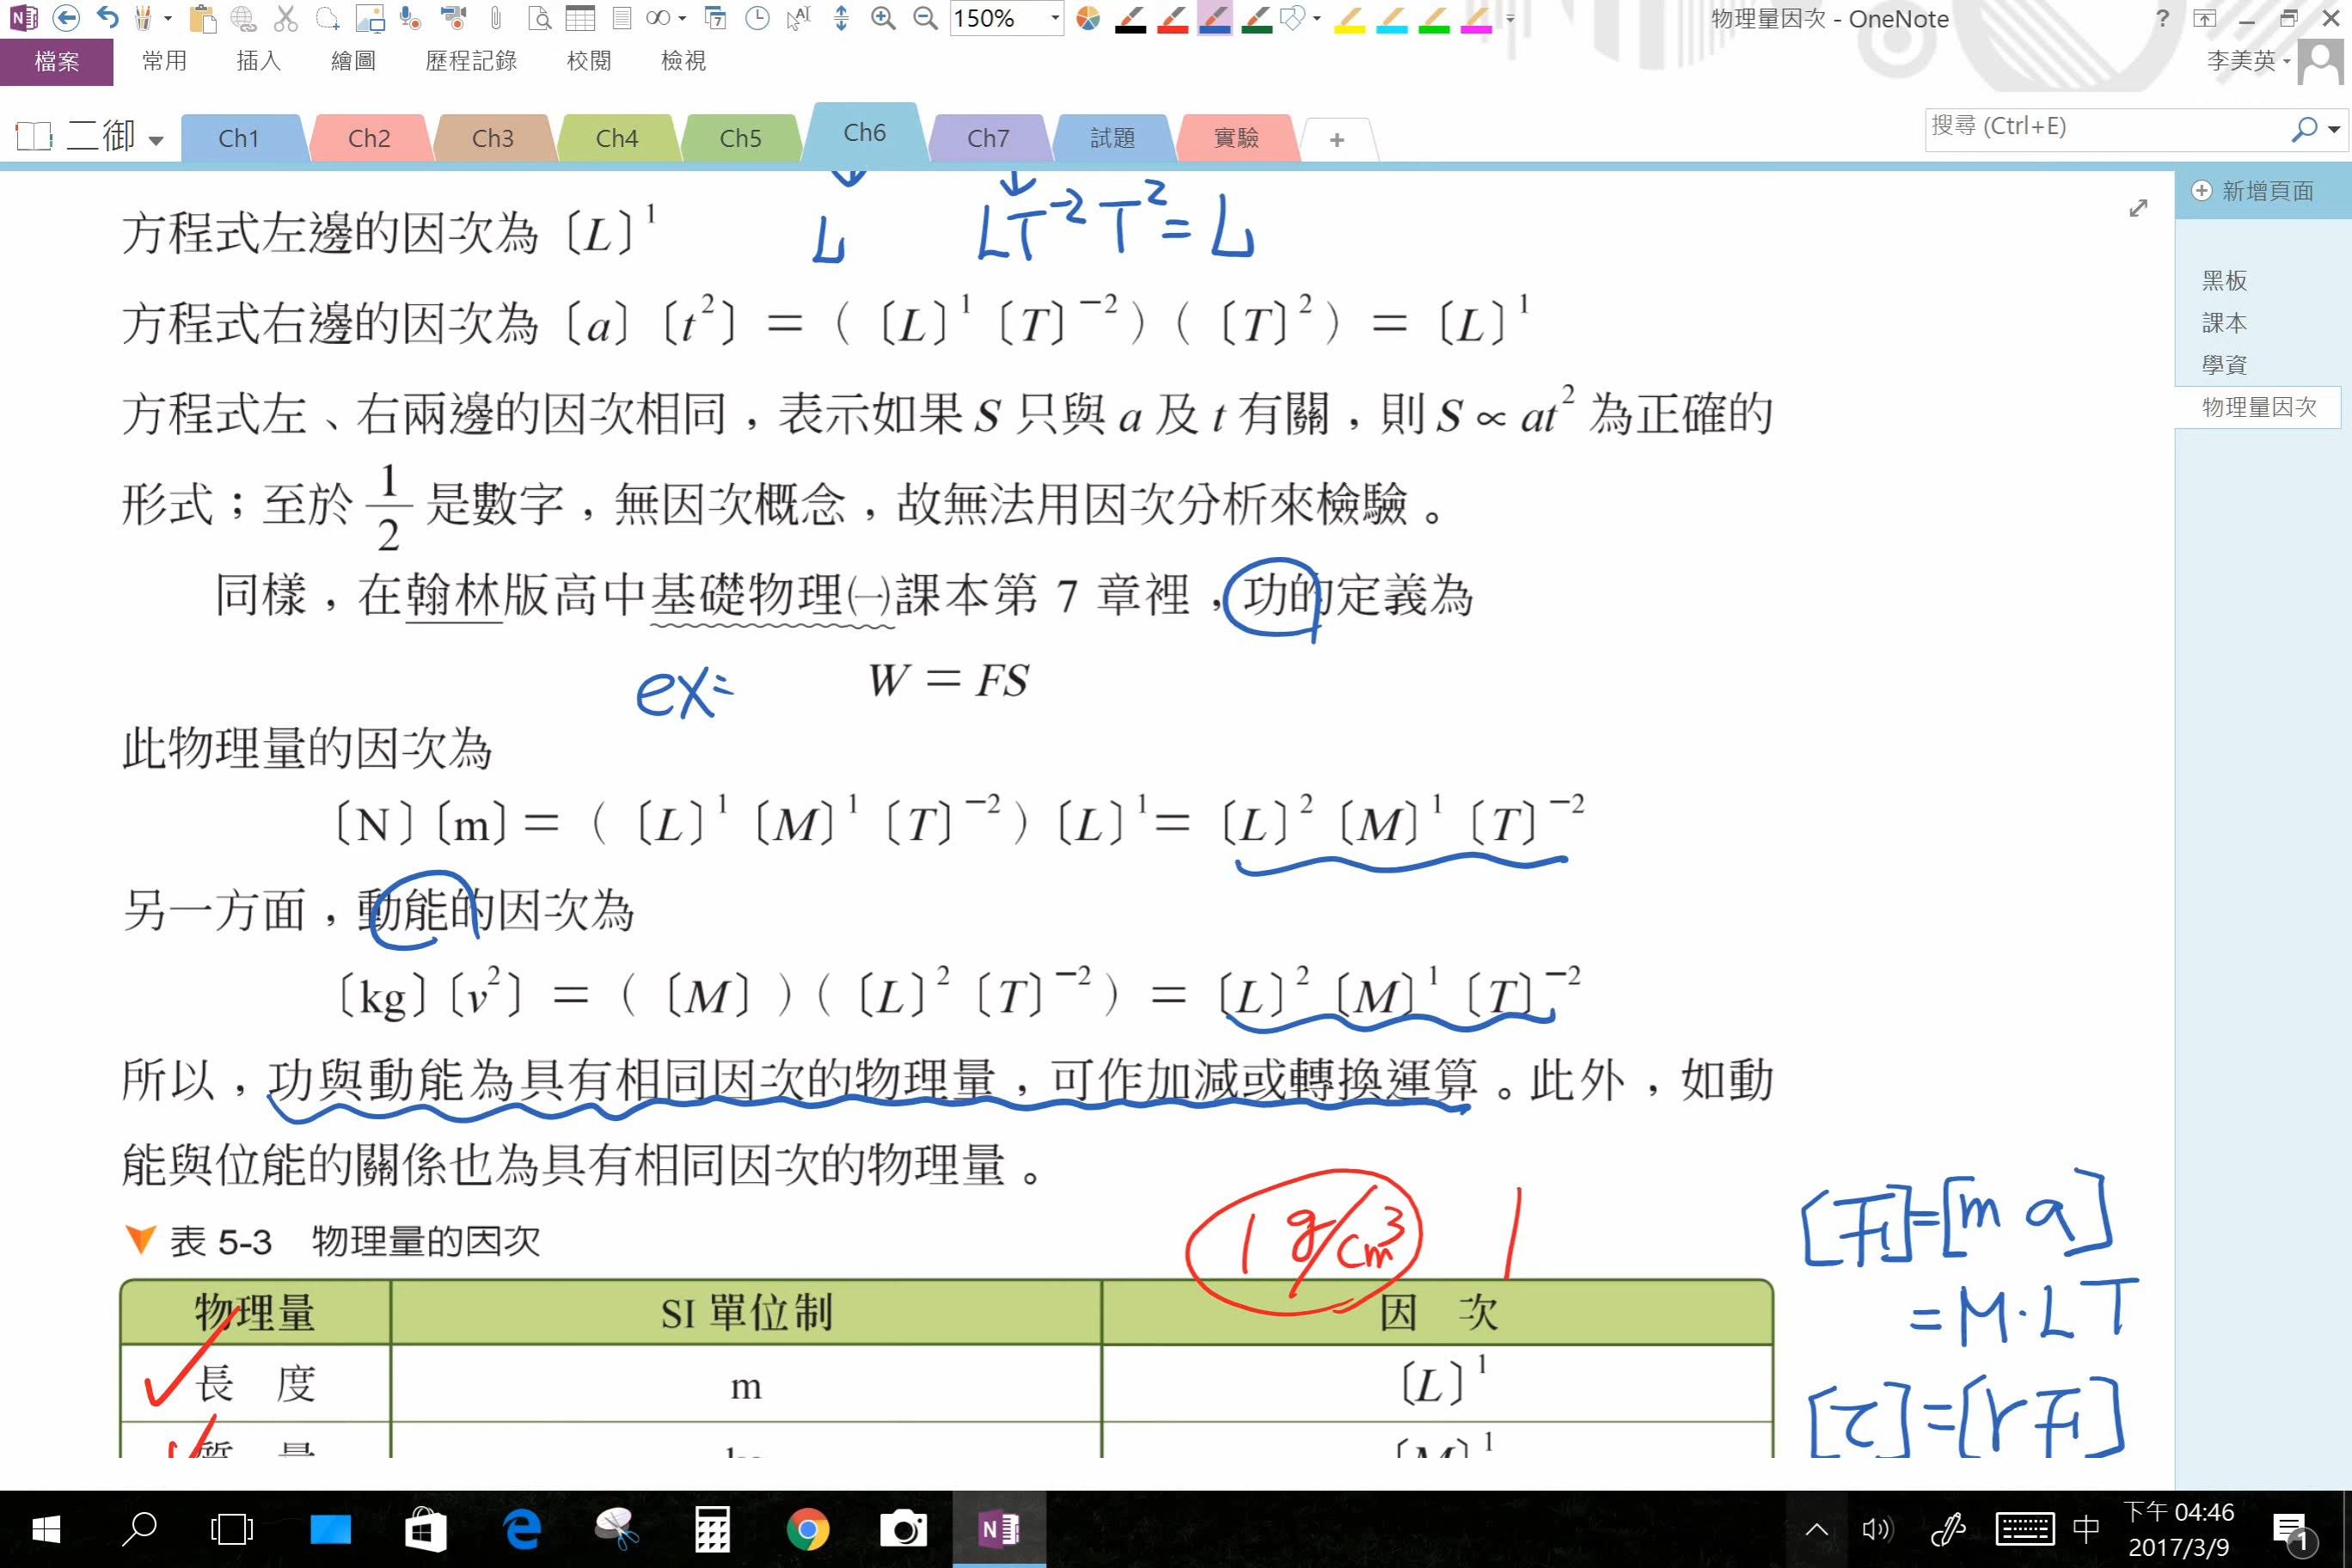 150%
物理量因次 - OneNote
?
檔案 常用 插入 繪圖 歷程記錄 校閱 檢視
李美英
二御 Ch1 Ch2 Ch3 Ch4 Ch5 Ch6 Ch7 試題 實驗 +
搜尋 (Ctrl+E)
新增頁面
黑板
課本
學資
物理量因次
L LT⁻² T² = L
方程式左邊的因次為〔L〕¹
方程式右邊的因次為〔a〕〔t²〕=(〔L〕¹〔T〕⁻²)(〔T〕²)=〔L〕¹
方程式左、右兩邊的因次相同,表示如果 S 只與 a 及 t 有關,則 S ∝ at² 為正確的
形式;至於 1/2 是數字,無因次概念,故無法用因次分析來檢驗。
同樣,在翰林版高中基礎物理㈠課本第 7 章裡,功的定義為
ex: W=FS
此物理量的因次為
〔N〕〔m〕=(〔L〕¹〔M〕¹〔T〕⁻²)〔L〕¹=〔L〕²〔M〕¹〔T〕⁻²
另一方面,動能的因次為
〔kg〕〔v²〕=(〔M〕)(〔L〕²〔T〕⁻²)=〔L〕²〔M〕¹〔T〕⁻²
所以,功與動能為具有相同因次的物理量,可作加減或轉換運算。此外,如動
能與位能的關係也為具有相同因次的物理量。
1 g/cm³ 1
[F]=[m a]
=M·LT
[τ]=[r F]
表 5-3 物理量的因次
物理量 SI 單位制 因 次
長 度 m 〔L〕¹
質 量 kg 〔M〕¹
中
下午 04:46
2017/3/9
1